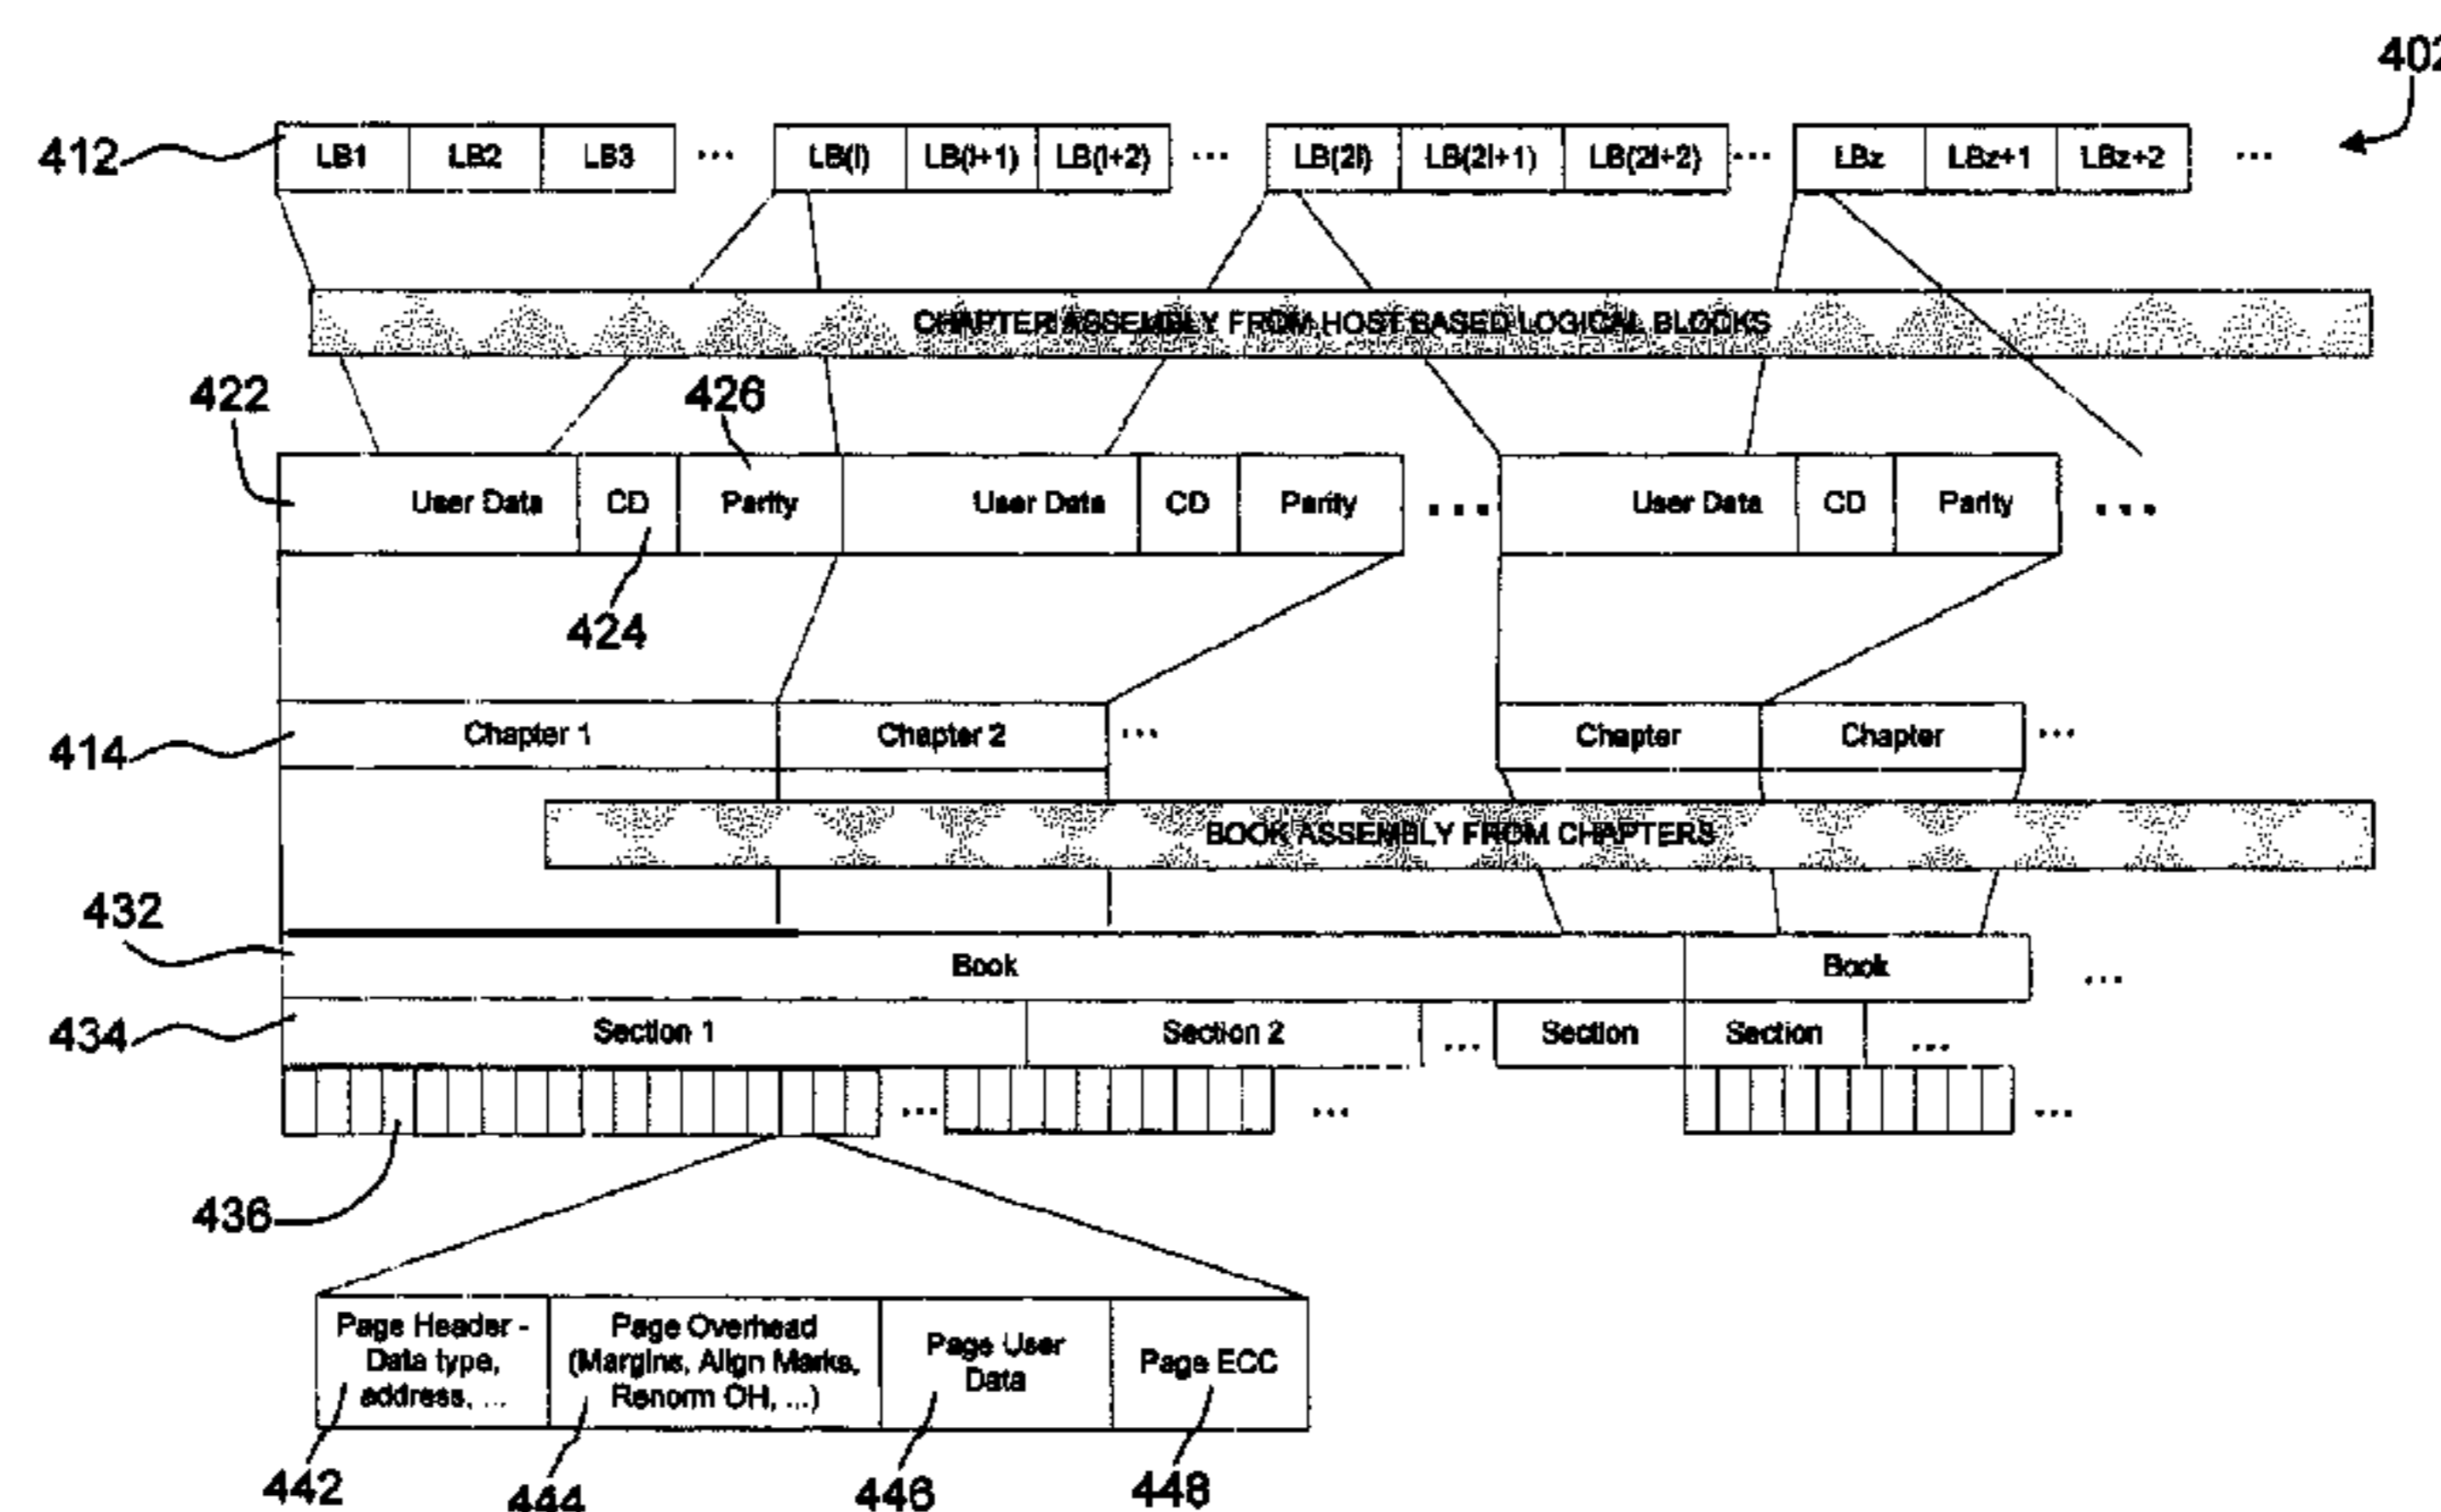 402
412 LB1 LB2 LB3 ... LB(i) LB(i+1) LB(i+2) ... LB(2i) LB(2i+1) LB(2i+2) ... LBz LBz+1 LBz+2 ...
CHAPTER ASSEMBLY FROM HOST BASED LOGICAL BLOCKS
422 426
User Data CD Parity User Data CD Parity ... User Data CD Parity ...
424
414 Chapter 1 Chapter 2 ... Chapter Chapter ...
BOOK ASSEMBLY FROM CHAPTERS
432 Book Book ...
434 Section 1 Section 2 ... Section Section ...
... ... ...
436
Page Header -
Data type,
address, ...
Page Overhead
(Margins, Align Marks,
Renorm OH, ...)
Page User
Data
Page ECC
442 444 446 448